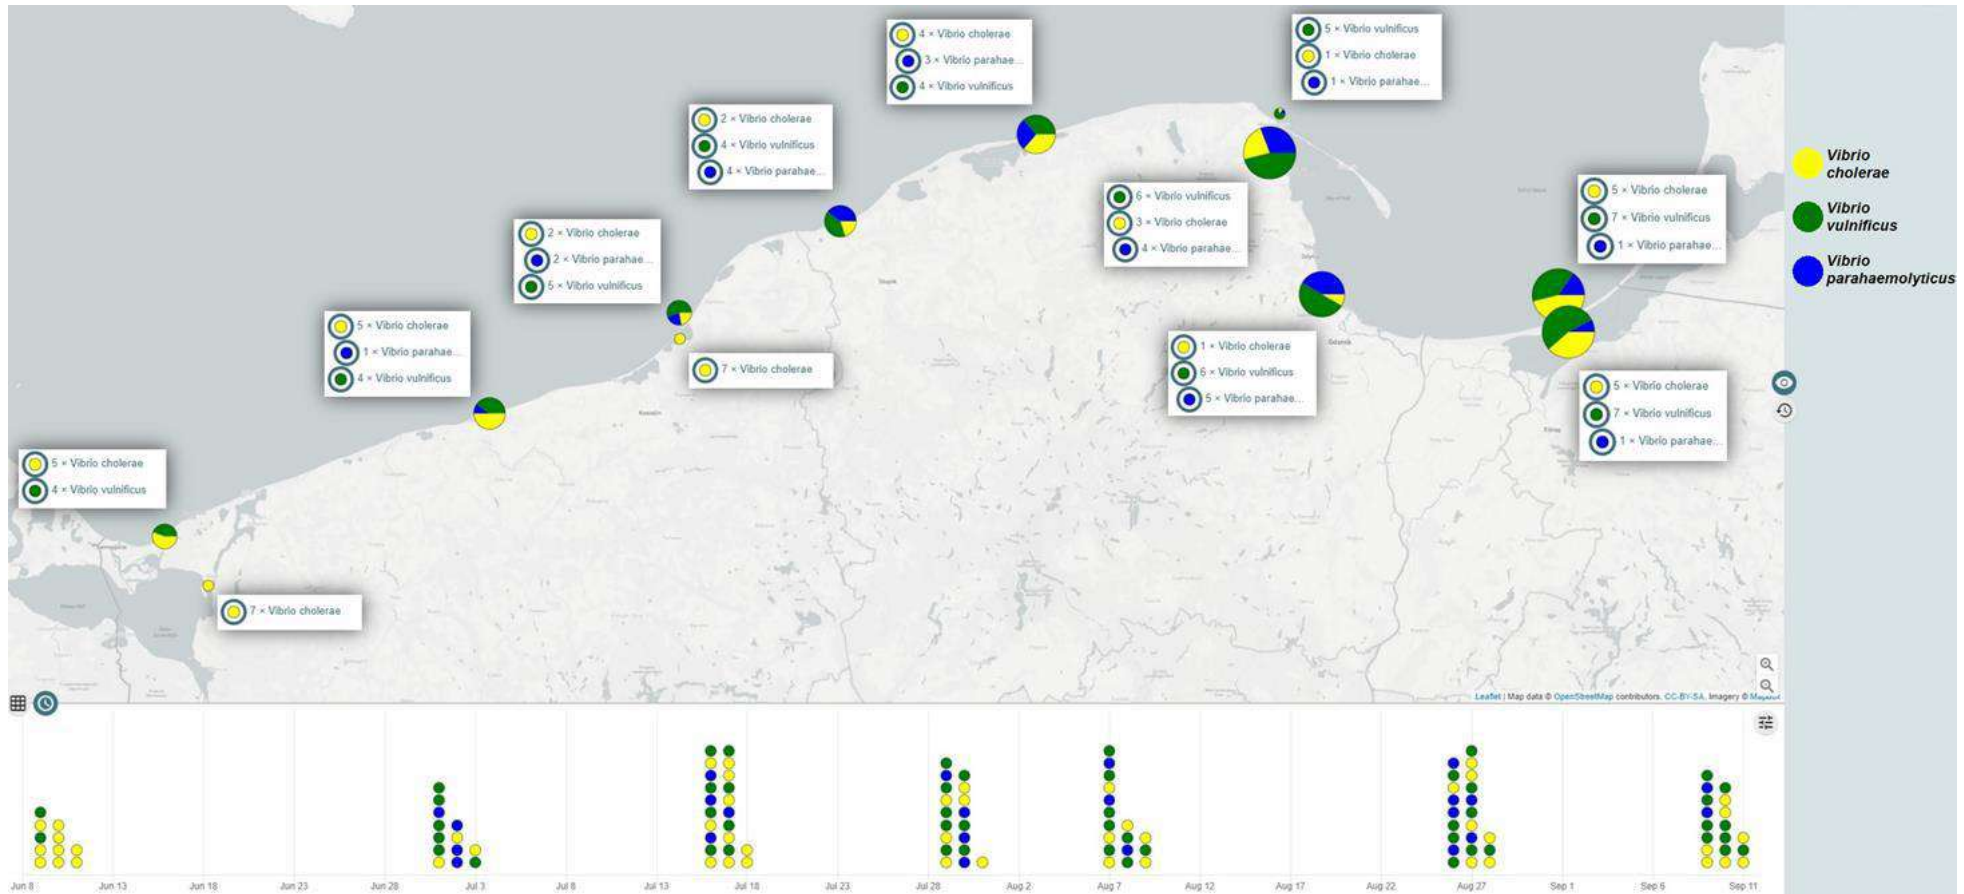 4 × Vibrio cholerae
3 × Vibrio parahae...
4 × Vibrio vulnificus
5 × Vibrio vulnificus
1 × Vibrio cholerae
1 × Vibrio parahae...
2 × Vibrio cholerae
4 × Vibrio vulnificus
4 × Vibrio parahae...
Vibrio
cholerae
Vibrio
vulnificus
Vibrio
parahaemolyticus
6 × Vibrio vulnificus
3 × Vibrio cholerae
4 × Vibrio parahae...
5 × Vibrio cholerae
7 × Vibrio vulnificus
1 × Vibrio parahae...
2 × Vibrio cholerae
2 × Vibrio parahae...
5 × Vibrio vulnificus
5 × Vibrio cholerae
1 × Vibrio parahae...
4 × Vibrio vulnificus
7 × Vibrio cholerae
1 × Vibrio cholerae
6 × Vibrio vulnificus
5 × Vibrio parahae...
5 × Vibrio cholerae
7 × Vibrio vulnificus
1 × Vibrio parahae...
Gdynia
Gdańsk
Słupsk
Koszalin
5 × Vibrio cholerae
4 × Vibrio vulnificus
7 × Vibrio cholerae
Leaflet | Map data © OpenStreetMap contributors, CC-BY-SA, Imagery ©
Jun 8 Jun 13 Jun 18 Jun 23 Jun 28 Jul 3 Jul 8 Jul 13 Jul 18 Jul 23 Jul 28 Aug 2 Aug 7 Aug 12 Aug 17 Aug 22 Aug 27 Sep 1 Sep 6 Sep 11